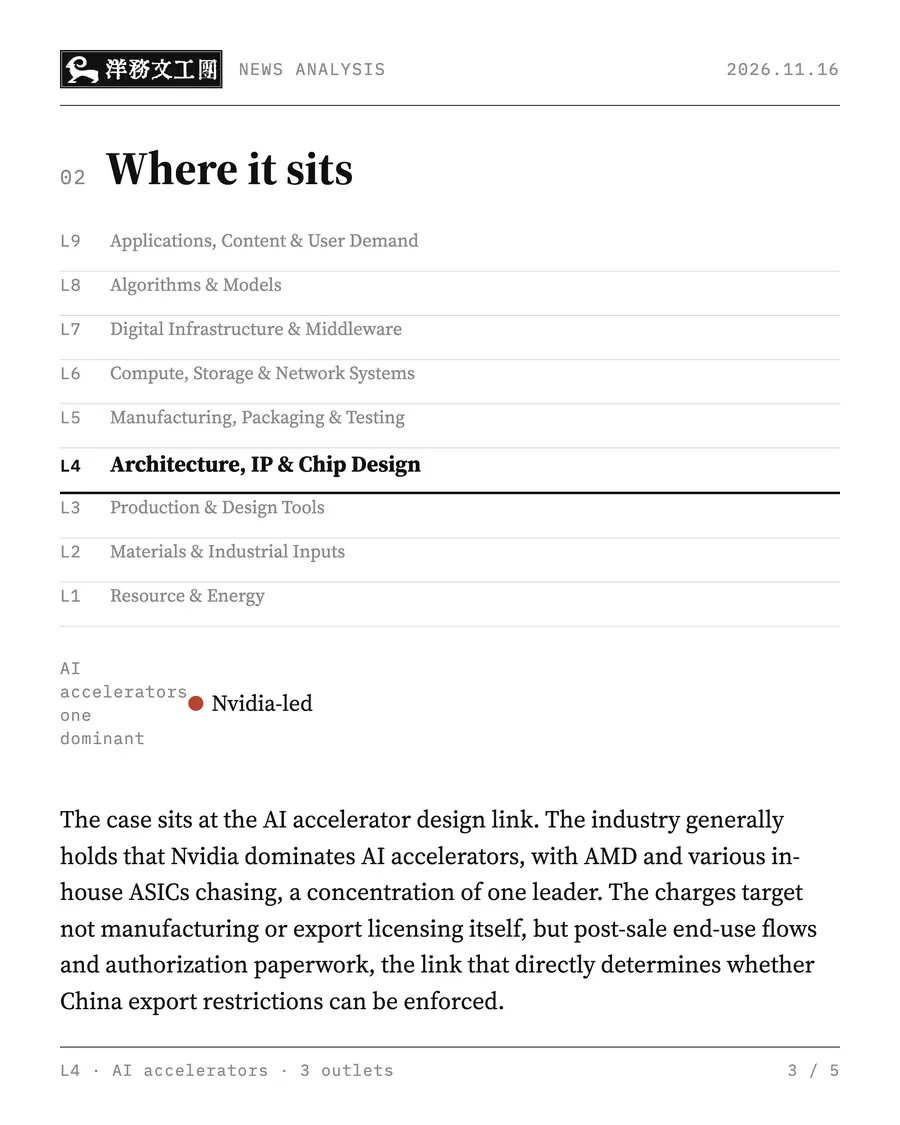 洋務文工團 NEWS ANALYSIS 2026.11.16
02 Where it sits
L9 Applications, Content & User Demand
L8 Algorithms & Models
L7 Digital Infrastructure & Middleware
L6 Compute, Storage & Network Systems
L5 Manufacturing, Packaging & Testing
L4 Architecture, IP & Chip Design
L3 Production & Design Tools
L2 Materials & Industrial Inputs
L1 Resource & Energy
AI
accelerators
one
dominant
Nvidia-led
The case sits at the AI accelerator design link. The industry generally
holds that Nvidia dominates AI accelerators, with AMD and various in-
house ASICs chasing, a concentration of one leader. The charges target
not manufacturing or export licensing itself, but post-sale end-use flows
and authorization paperwork, the link that directly determines whether
China export restrictions can be enforced.
L4 · AI accelerators · 3 outlets 3 / 5